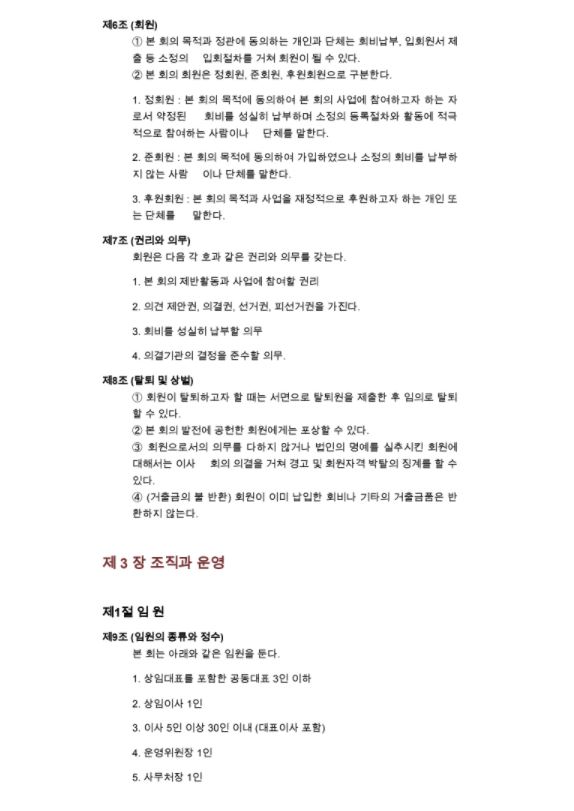 제6조 (회원)
① 본 회의 목적과 정관에 동의하는 개인과 단체는 회비납부, 입회원서 제
출 등 소정의 입회절차를 거쳐 회원이 될 수 있다.
② 본 회의 회원은 정회원, 준회원, 후원회원으로 구분한다.
1. 정회원 : 본 회의 목적에 동의하여 본 회의 사업에 참여하고자 하는 자
로서 약정된 회비를 성실히 납부하며 소정의 등록절차와 활동에 적극
적으로 참여하는 사람이나 단체를 말한다.
2. 준회원 : 본 회의 목적에 동의하여 가입하였으나 소정의 회비를 납부하
지 않는 사람 이나 단체를 말한다.
3. 후원회원 : 본 회의 목적과 사업을 재정적으로 후원하고자 하는 개인 또
는 단체를 말한다.
제7조 (권리와 의무)
회원은 다음 각 호과 같은 권리와 의무를 갖는다.
1. 본 회의 제반활동과 사업에 참여할 권리
2. 의견 제안권, 의결권, 선거권, 피선거권을 가진다.
3. 회비를 성실히 납부할 의무
4. 의결기관의 결정을 준수할 의무.
제8조 (탈퇴 및 상벌)
① 회원이 탈퇴하고자 할 때는 서면으로 탈퇴원을 제출한 후 임의로 탈퇴
할 수 있다.
② 본 회의 발전에 공헌한 회원에게는 포상할 수 있다.
③ 회원으로서의 의무를 다하지 않거나 법인의 명예를 실추시킨 회원에
대해서는 이사 회의 의결을 거쳐 경고 및 회원자격 박탈의 징계를 할 수
있다.
④ (거출금의 불 반환) 회원이 이미 납입한 회비나 기타의 거출금품은 반
환하지 않는다.
제 3 장 조직과 운영
제1절 임 원
제9조 (임원의 종류와 정수)
본 회는 아래와 같은 임원을 둔다.
1. 상임대표를 포함한 공동대표 3인 이하
2. 상임이사 1인
3. 이사 5인 이상 30인 이내 (대표이사 포함)
4. 운영위원장 1인
5. 사무처장 1인